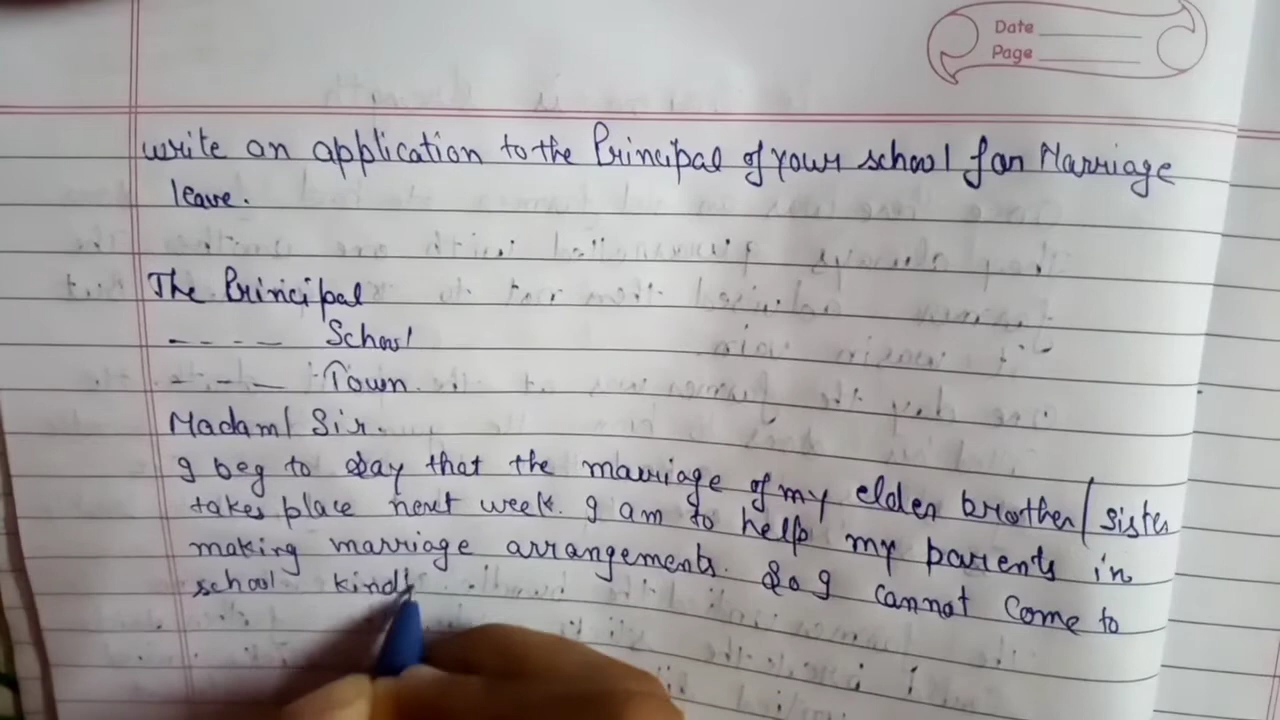 Date
Page
write an application to the Principal of your school for Marriage
leave.
The Principal
---- School
---- Town.
Madam/ Sir.
I beg to say that the marriage of my elder brother/sister
takes place next week. I am to help my parents in
making marriage arrangements. So I cannot come to
school. kindl